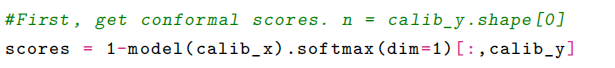 #First, get conformal scores. n = calib_y.shape[0]
scores = 1-model(calib_x).softmax(dim=1)[:,calib_y]